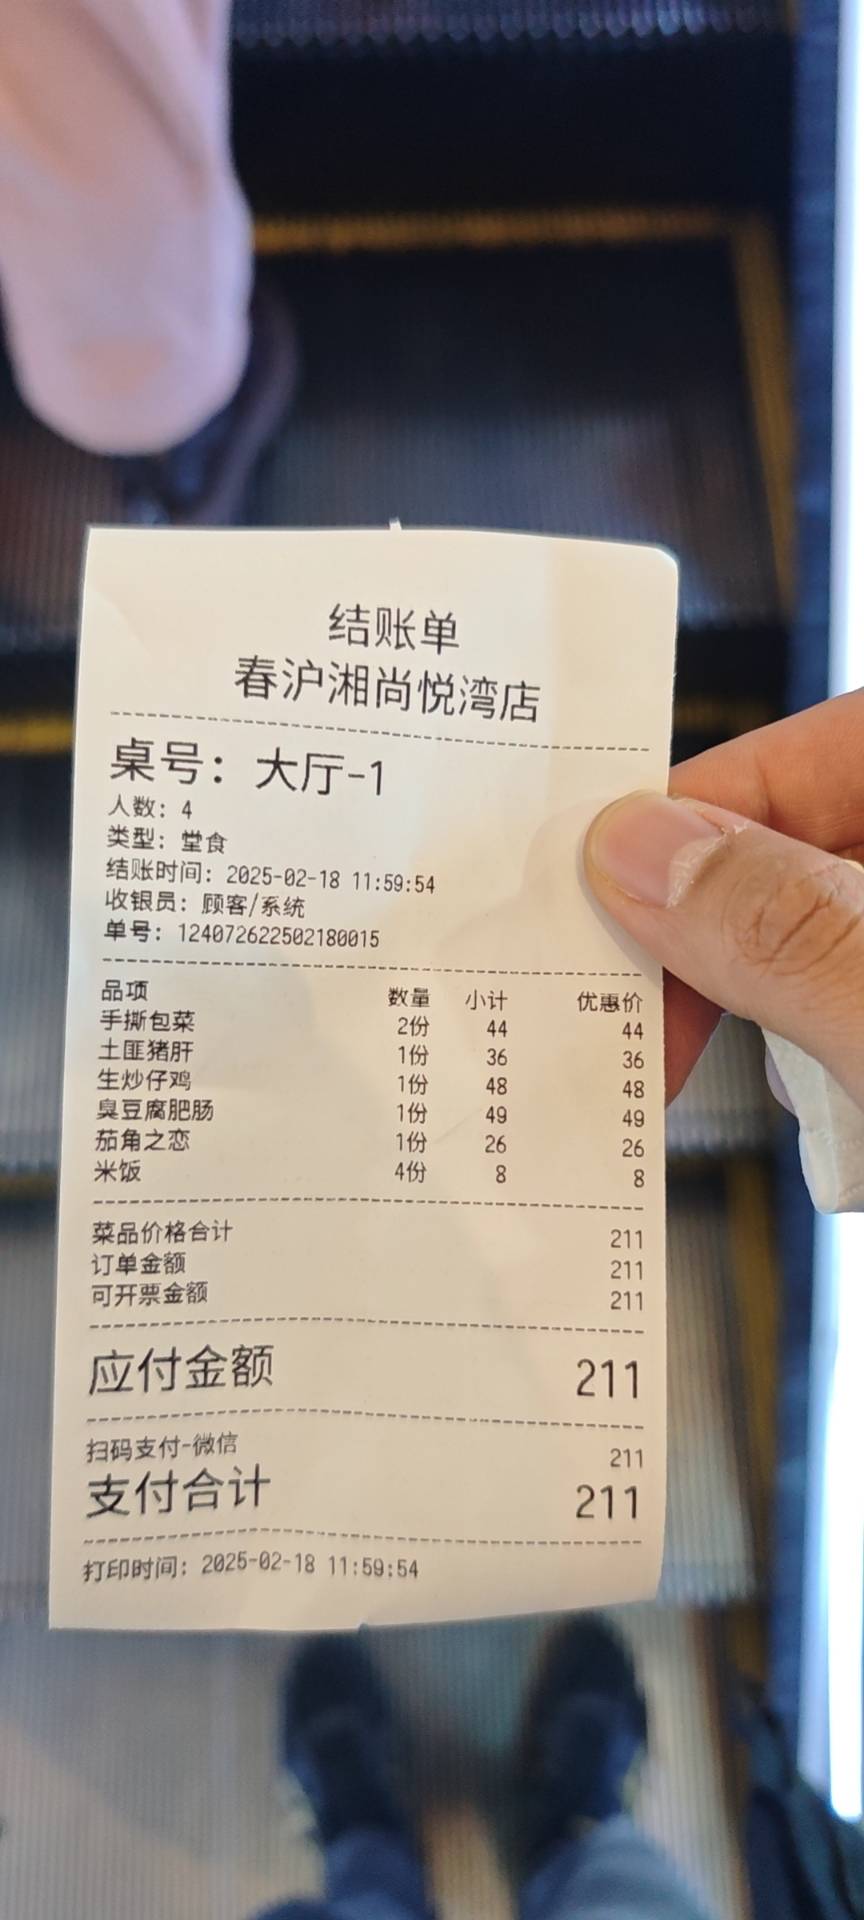 结账单
春沪湘尚悦湾店
桌号：大厅-1
人数：4
类型：堂食
结账时间：2025-02-18 11:59:54
收银员：顾客/系统
单号：124072622502180015
品项 数量 小计 优惠价
手撕包菜 2份 44 44
土匪猪肝 1份 36 36
生炒仔鸡 1份 48 48
臭豆腐肥肠 1份 49 49
茄角之恋 1份 26 26
米饭 4份 8 8
菜品价格合计 211
订单金额 211
可开票金额 211
应付金额 211
扫码支付-微信 211
支付合计 211
打印时间：2025-02-18 11:59:54